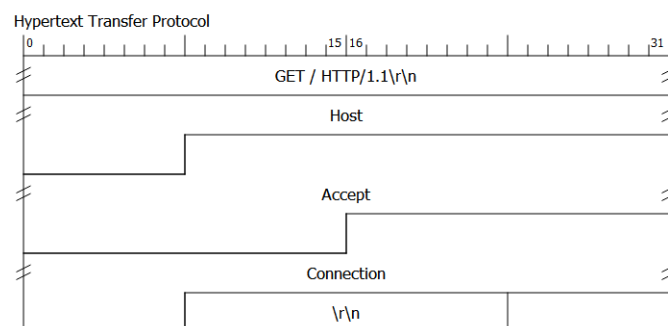 Hypertext Transfer Protocol
0 15 16 31
GET / HTTP/1.1\r\n
Host
Accept
Connection
\r\n